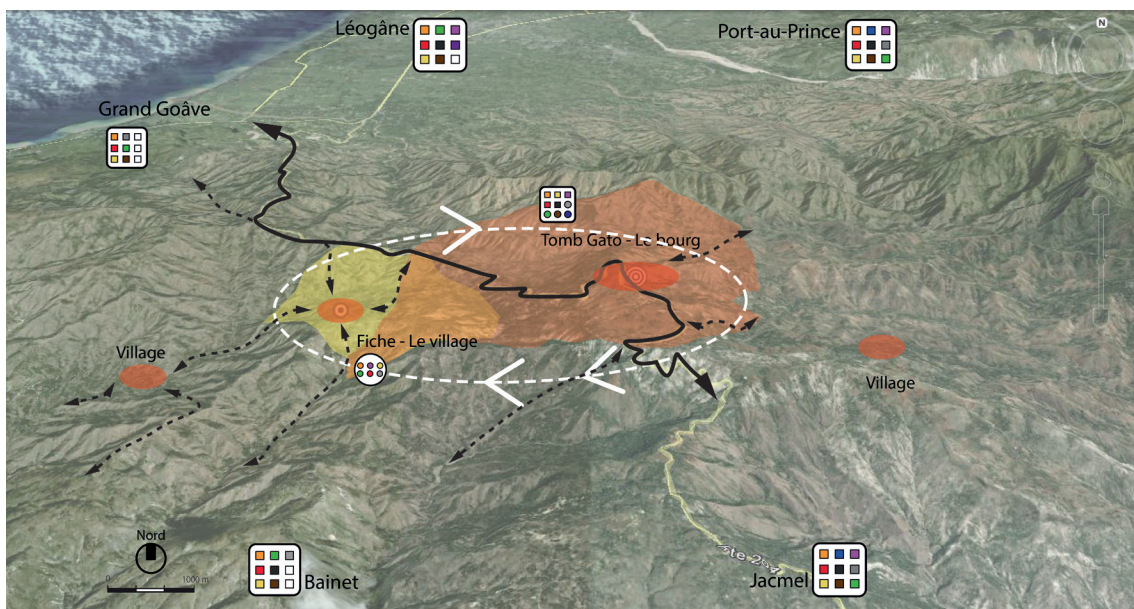 Léogâne
Port-au-Prince
N
Grand Goâve
Tomb Gato - Le bourg
Fiche - Le village
Village
Village
Nord
0
1000 m
Bainet
Jacmel